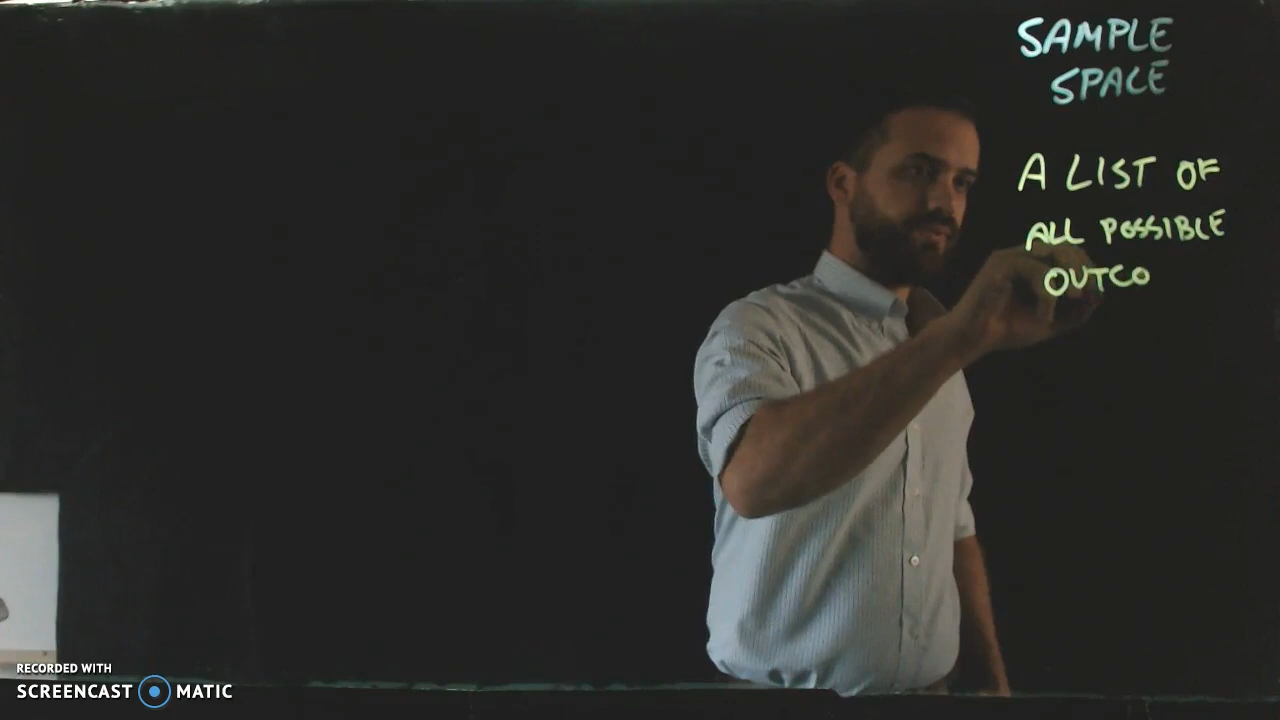 SAMPLE
SPACE
A LIST OF
ALL POSSIBLE
OUTCO
RECORDED WITH
SCREENCAST MATIC